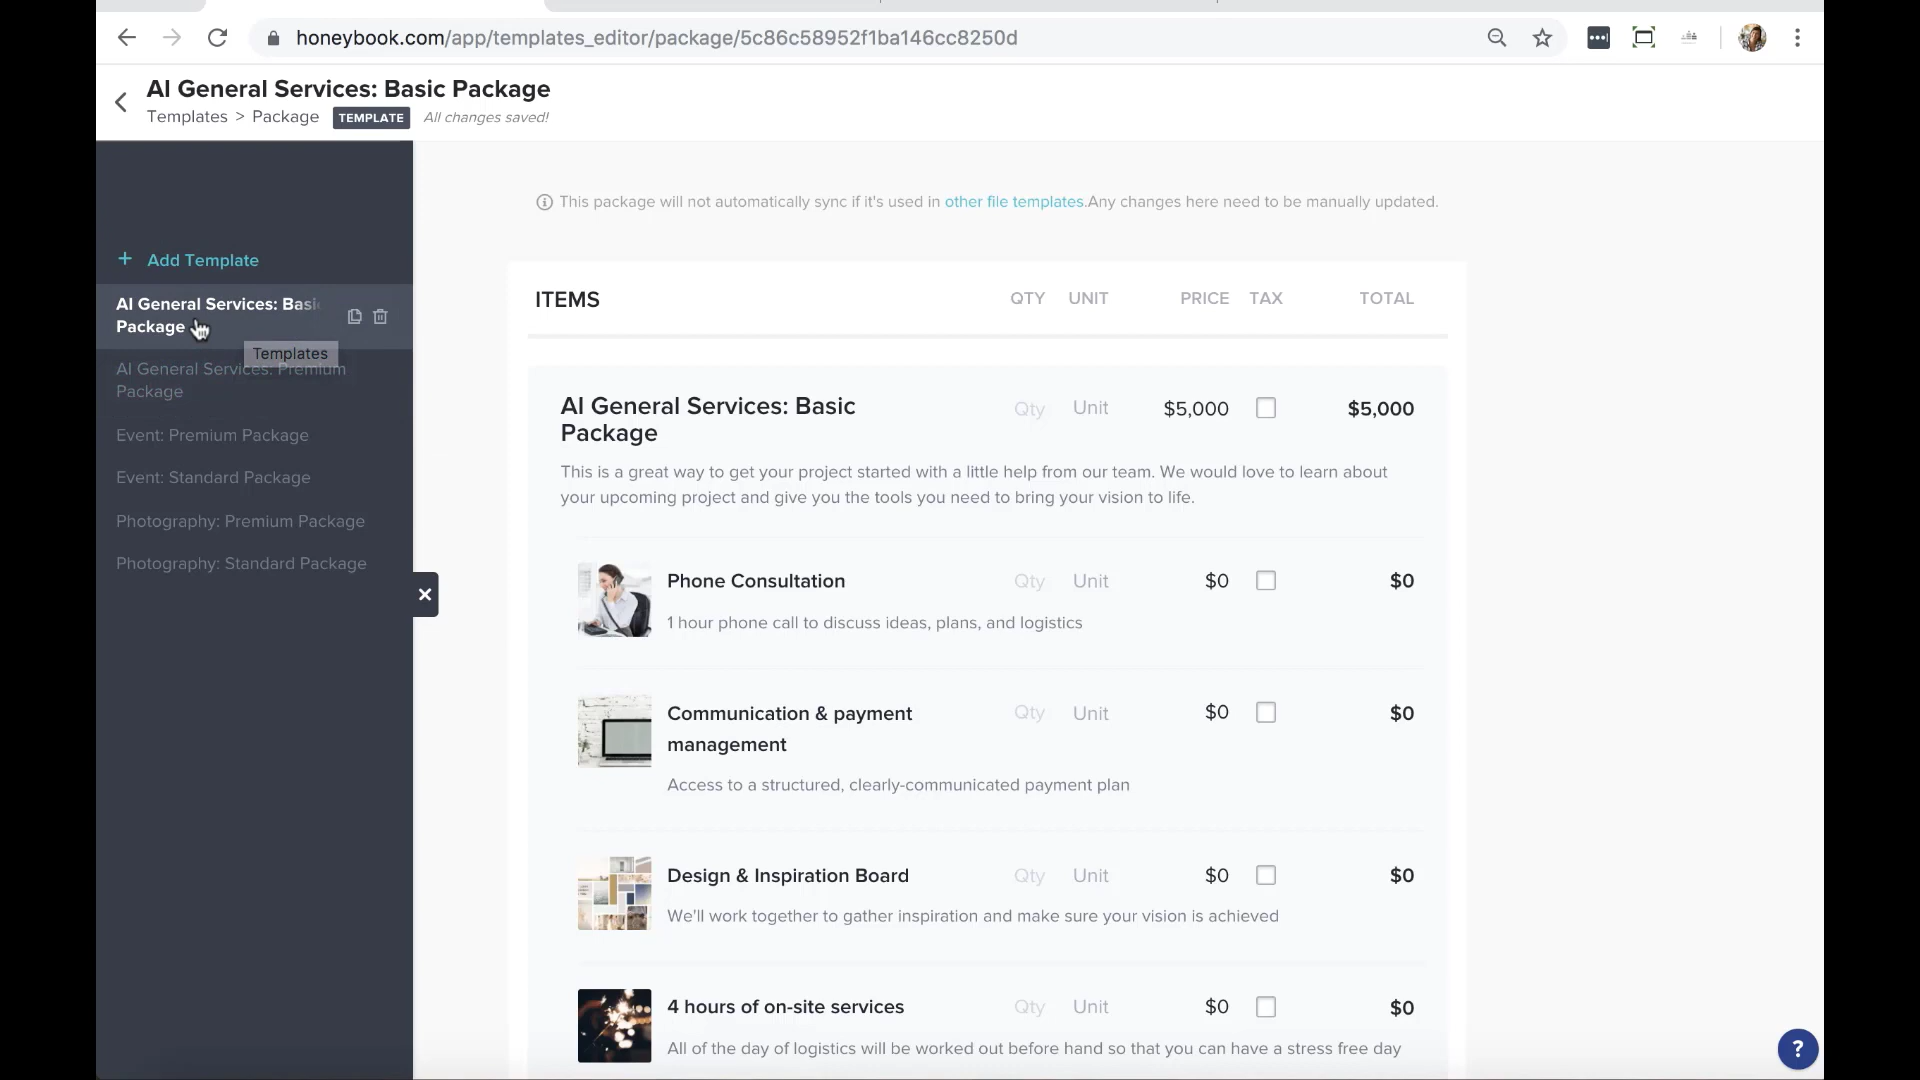 honeybook.com/app/templates_editor/package/5c86c58952f1ba146cc8250d
AI General Services: Basic Package
Templates > Package TEMPLATE All changes saved!
This package will not automatically sync if it's used in other file templates.Any changes here need to be manually updated.
+ Add Template
AI General Services: Basic
Package
Templates
AI General Services: Premium
Package
Event: Premium Package
Event: Standard Package
Photography: Premium Package
Photography: Standard Package
ITEMS QTY UNIT PRICE TAX TOTAL
AI General Services: Basic Qty Unit $5,000 $5,000
Package
This is a great way to get your project started with a little help from our team. We would love to learn about
your upcoming project and give you the tools you need to bring your vision to life.
Phone Consultation Qty Unit $0 $0
1 hour phone call to discuss ideas, plans, and logistics
Communication & payment Qty Unit $0 $0
management
Access to a structured, clearly-communicated payment plan
Design & Inspiration Board Qty Unit $0 $0
We'll work together to gather inspiration and make sure your vision is achieved
4 hours of on-site services Qty Unit $0 $0
All of the day of logistics will be worked out before hand so that you can have a stress free day
?